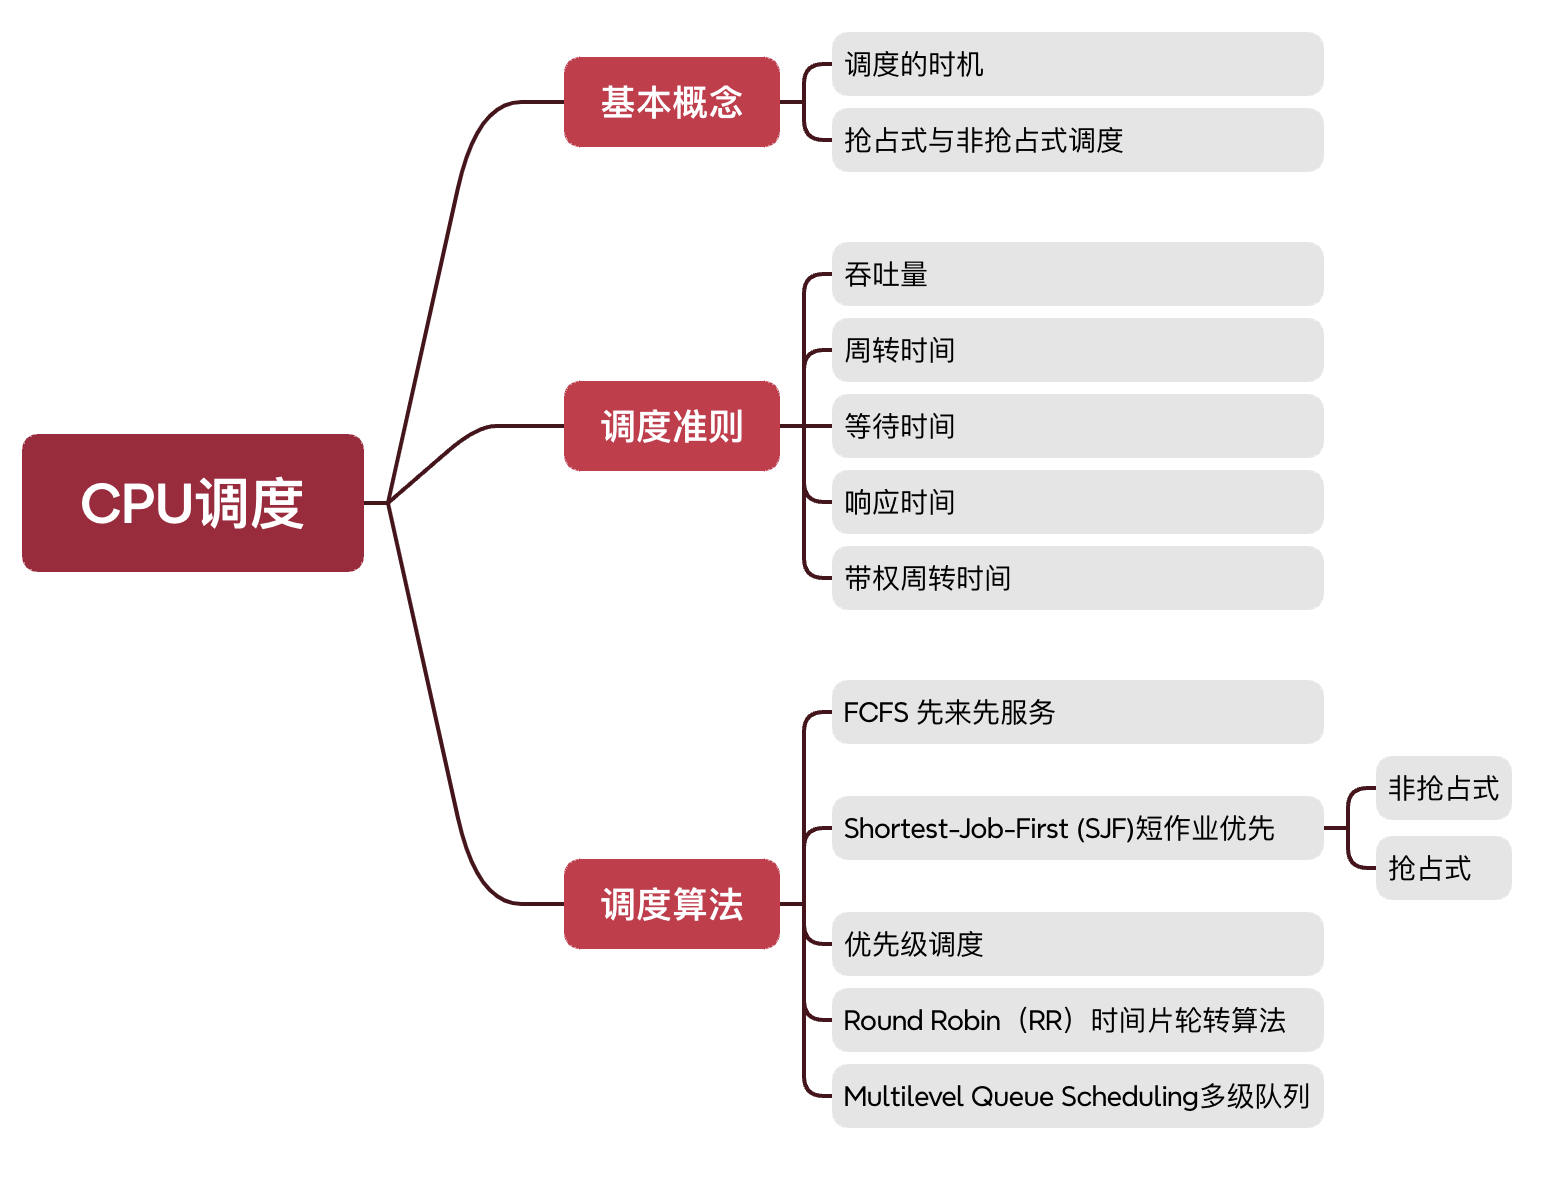 CPU调度
基本概念
调度的时机
抢占式与非抢占式调度
调度准则
吞吐量
周转时间
等待时间
响应时间
带权周转时间
调度算法
FCFS 先来先服务
Shortest-Job-First (SJF)短作业优先
非抢占式
抢占式
优先级调度
Round Robin（RR）时间片轮转算法
Multilevel Queue Scheduling多级队列